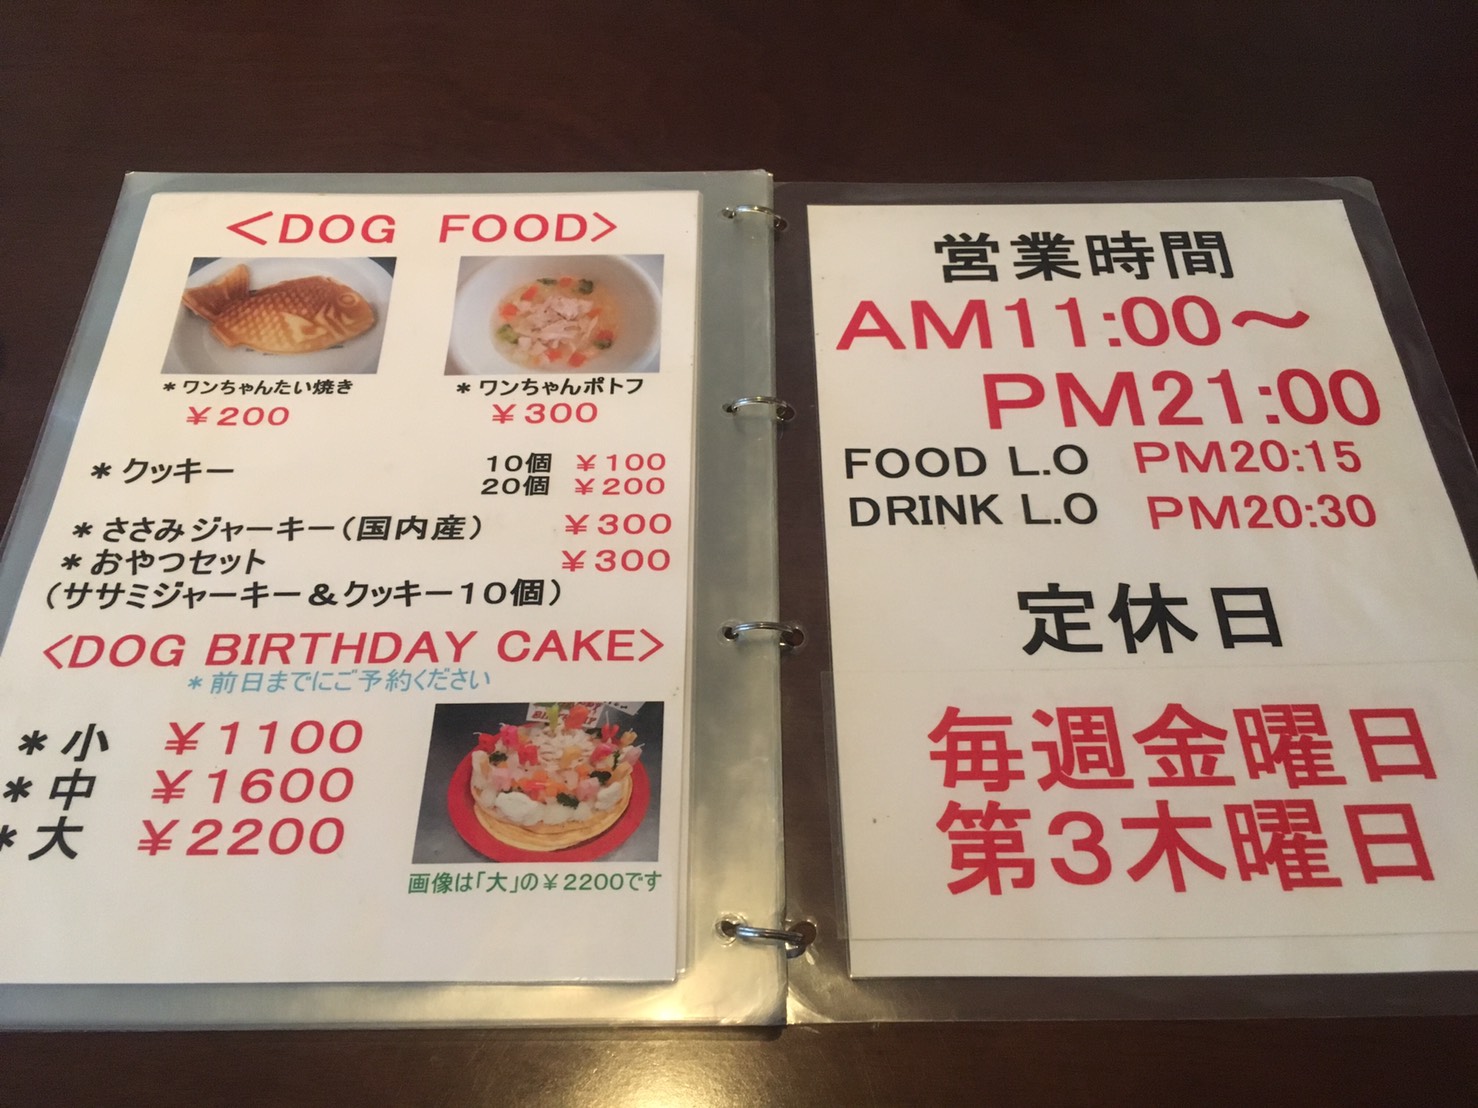 <DOG FOOD>
*ワンちゃんたい焼き
¥200
*ワンちゃんポトフ
¥300
*クッキー 10個 ¥100
20個 ¥200
*ささみジャーキー(国内産) ¥300
*おやつセット ¥300
(ササミジャーキー&クッキー10個)
<DOG BIRTHDAY CAKE>
*前日までにご予約ください
*小 ¥1100
*中 ¥1600
*大 ¥2200
画像は「大」の¥2200です
営業時間
AM11:00~
PM21:00
FOOD L.O PM20:15
DRINK L.O PM20:30
定休日
毎週金曜日
第3木曜日